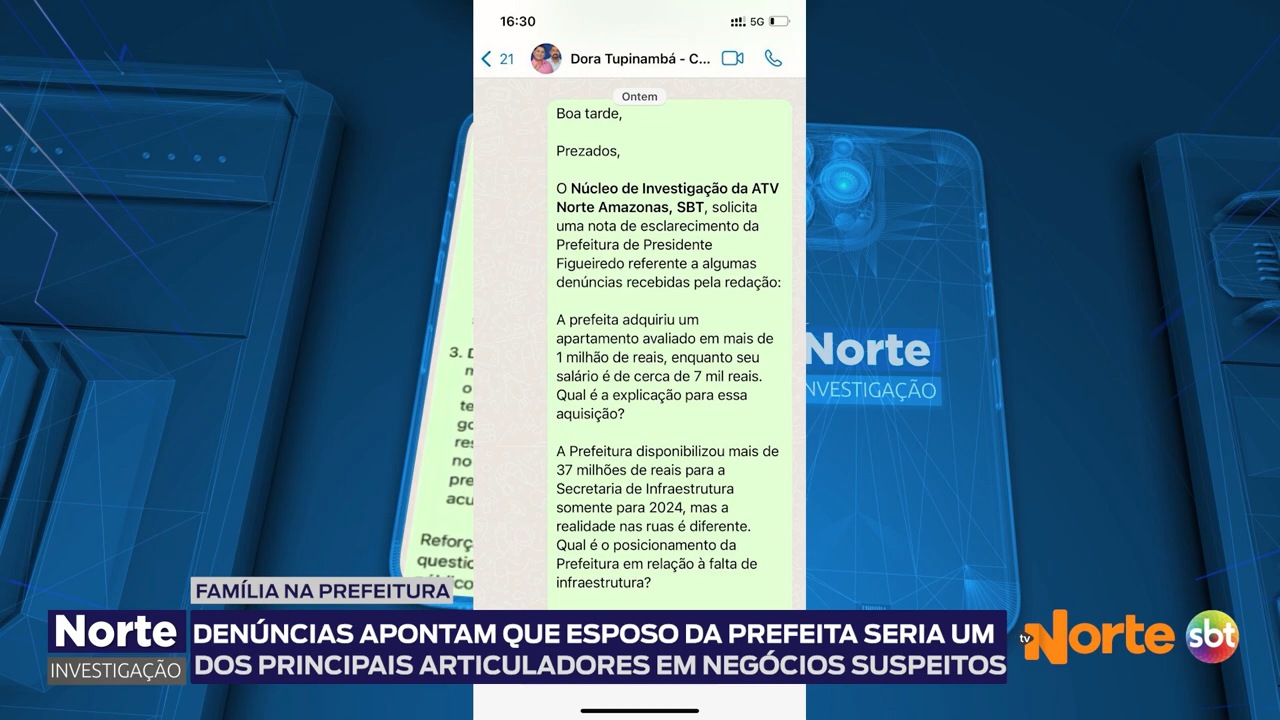 16:30
5G
21
Dora Tupinambá - C...
Ontem
Boa tarde,
Prezados,
O Núcleo de Investigação da ATV
Norte Amazonas, SBT, solicita
uma nota de esclarecimento da
Prefeitura de Presidente
Figueiredo referente a algumas
denúncias recebidas pela redação:
A prefeita adquiriu um
apartamento avaliado em mais de
1 milhão de reais, enquanto seu
salário é de cerca de 7 mil reais.
Qual é a explicação para essa
aquisição?
A Prefeitura disponibilizou mais de
37 milhões de reais para a
Secretaria de Infraestrutura
somente para 2024, mas a
realidade nas ruas é diferente.
Qual é o posicionamento da
Prefeitura em relação à falta de
infraestrutura?
3.
Norte
NVESTIGAÇÃO
FAMÍLIA NA PREFEITURA
Norte
INVESTIGAÇÃO
DENÚNCIAS APONTAM QUE ESPOSO DA PREFEITA SERIA UM
DOS PRINCIPAIS ARTICULADORES EM NEGÓCIOS SUSPEITOS
tv Norte sbt